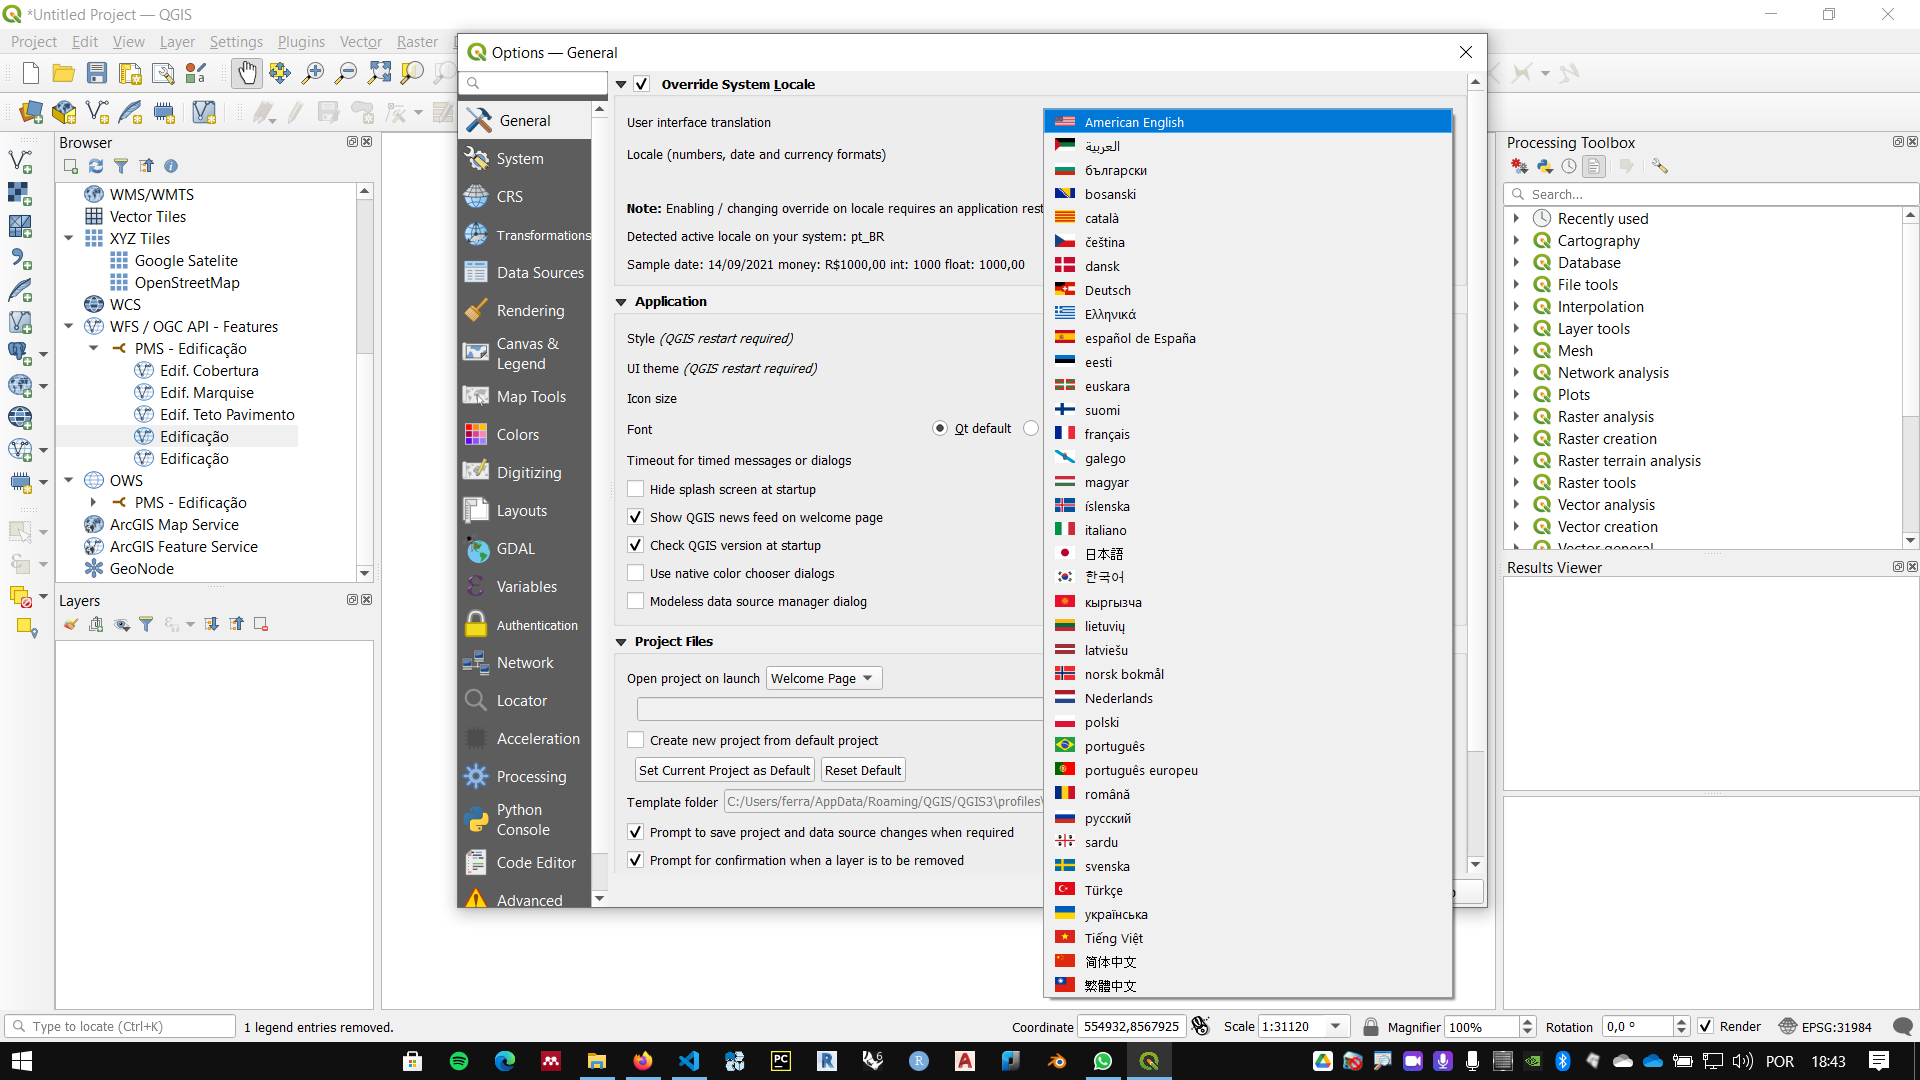 *Untitled Project — QGIS
Project Edit View Layer Settings Plugins Vector Raster
Options — General
Browser
WMS/WMTS
Vector Tiles
XYZ Tiles
Google Satelite
OpenStreetMap
WCS
WFS / OGC API - Features
PMS - Edificação
Edif. Cobertura
Edif. Marquise
Edif. Teto Pavimento
Edificação
Edificação
OWS
PMS - Edificação
ArcGIS Map Service
ArcGIS Feature Service
GeoNode
Layers
General
System
CRS
Transformations
Data Sources
Rendering
Canvas &
Legend
Map Tools
Colors
Digitizing
Layouts
GDAL
Variables
Authentication
Network
Locator
Acceleration
Processing
Python
Console
Code Editor
Advanced
Override System Locale
User interface translation
Locale (numbers, date and currency formats)
Note: Enabling / changing override on locale requires an application rest
Detected active locale on your system: pt_BR
Sample date: 14/09/2021 money: R$1000,00 int: 1000 float: 1000,00
Application
Style (QGIS restart required)
UI theme (QGIS restart required)
Icon size
Font Qt default
Timeout for timed messages or dialogs
Hide splash screen at startup
Show QGIS news feed on welcome page
Check QGIS version at startup
Use native color chooser dialogs
Modeless data source manager dialog
Project Files
Open project on launch Welcome Page
Create new project from default project
Set Current Project as Default Reset Default
Template folder C:/Users/ferra/AppData/Roaming/QGIS/QGIS3\profiles\
Prompt to save project and data source changes when required
Prompt for confirmation when a layer is to be removed
American English
العربية
български
bosanski
català
čeština
dansk
Deutsch
Ελληνικά
español de España
eesti
euskara
suomi
français
galego
magyar
íslenska
italiano
日本語
한국어
кыргызча
lietuvių
latviešu
norsk bokmål
Nederlands
polski
português
português europeu
română
русский
sardu
svenska
Türkçe
українська
Tiếng Việt
简体中文
繁體中文
Processing Toolbox
Search...
Recently used
Cartography
Database
File tools
Interpolation
Layer tools
Mesh
Network analysis
Plots
Raster analysis
Raster creation
Raster terrain analysis
Raster tools
Vector analysis
Vector creation
Vector general
Results Viewer
Type to locate (Ctrl+K) 1 legend entries removed. Coordinate 554932,8567925 Scale 1:31120 Magnifier 100% Rotation 0,0 ° Render EPSG:31984
POR 18:43